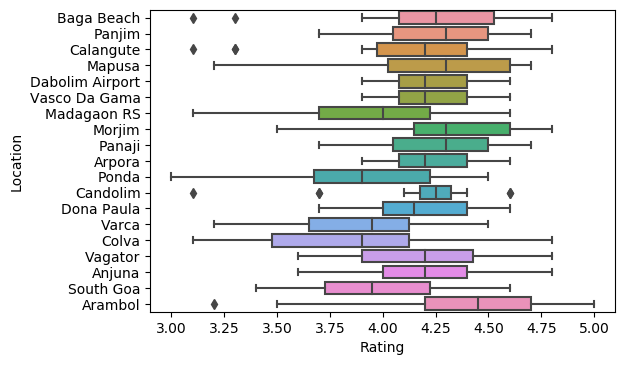 Baga Beach
Panjim
Calangute
Mapusa
Dabolim Airport
Vasco Da Gama
Madagaon RS
Morjim
Panaji
Arpora
Ponda
Candolim
Dona Paula
Varca
Colva
Vagator
Anjuna
South Goa
Arambol
Location
3.00 3.25 3.50 3.75 4.00 4.25 4.50 4.75 5.00
Rating